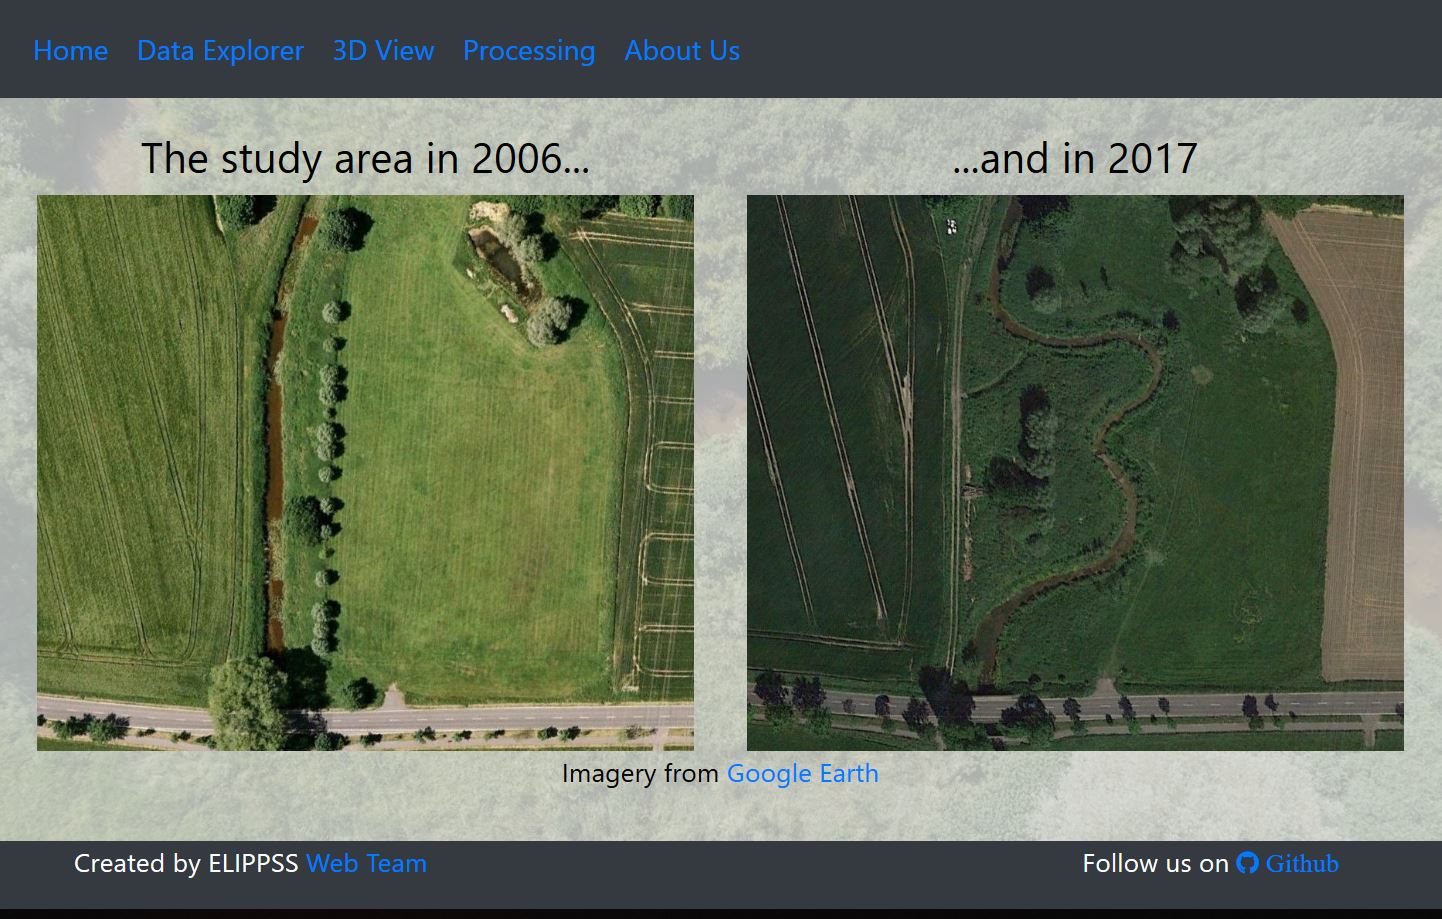 Home Data Explorer 3D View Processing About Us
The study area in 2006...
...and in 2017
Imagery from Google Earth
Created by ELIPPSS Web Team
Follow us on Github